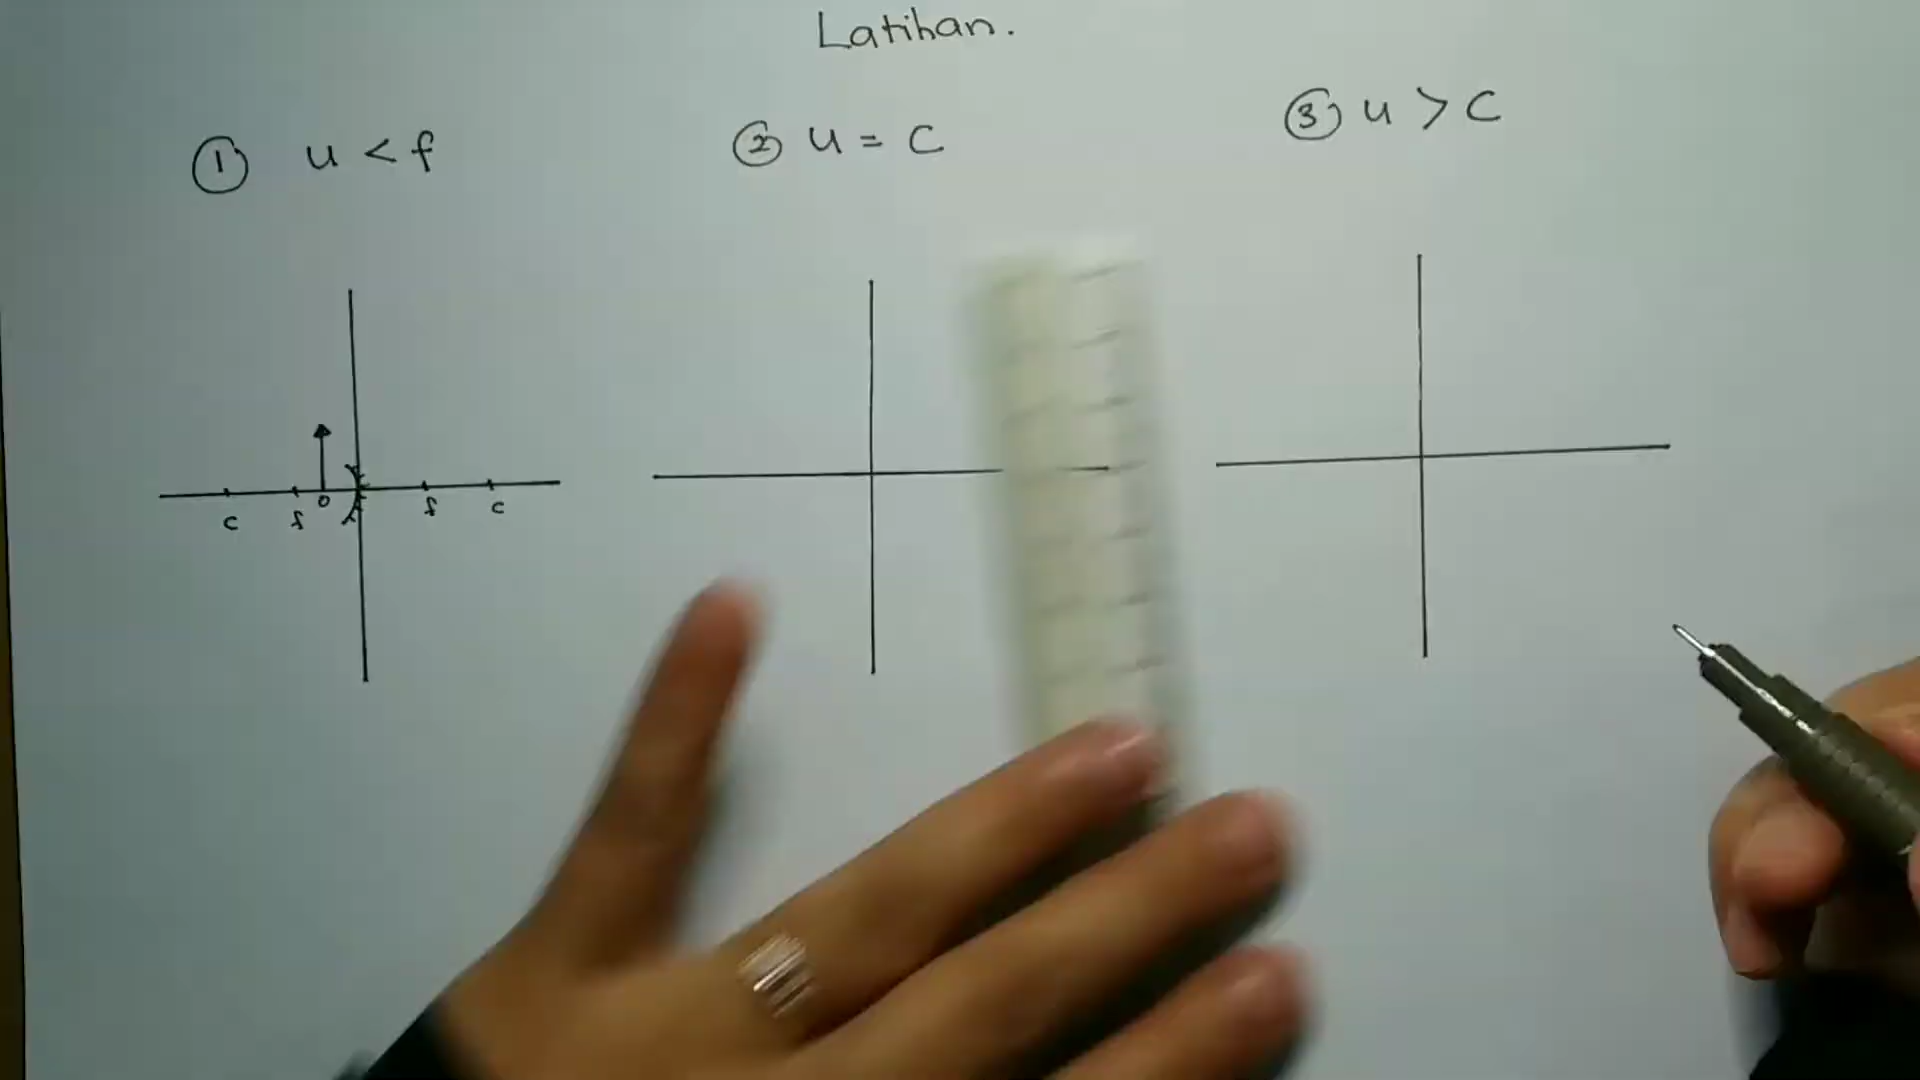 Latihan.
① u < f
② u = c
③ u > c
c f o f c